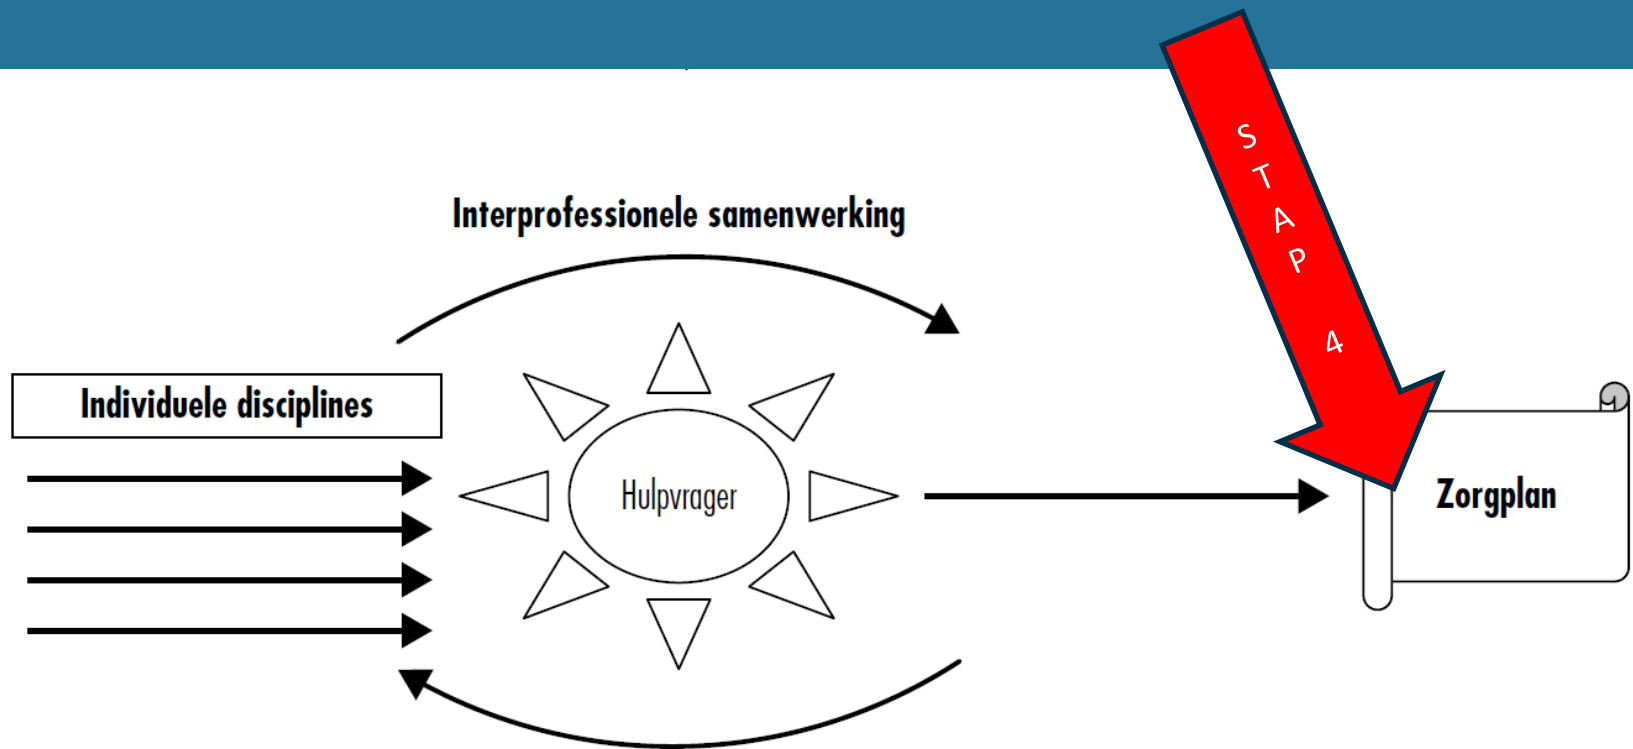 STAP 4
Interprofessionele samenwerking
Individuele disciplines
Hulpvrager
Zorgplan